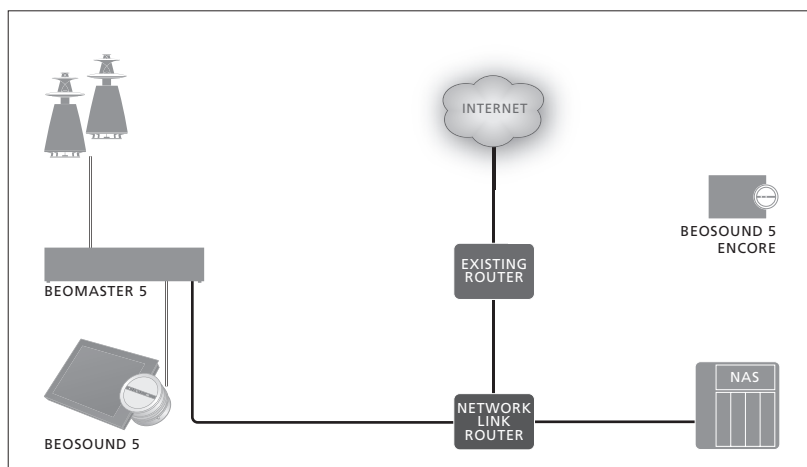 INTERNET
BEOSOUND 5
ENCORE
EXISTING
ROUTER
BEOMASTER 5
NAS
NETWORK
LINK
ROUTER
BEOSOUND 5